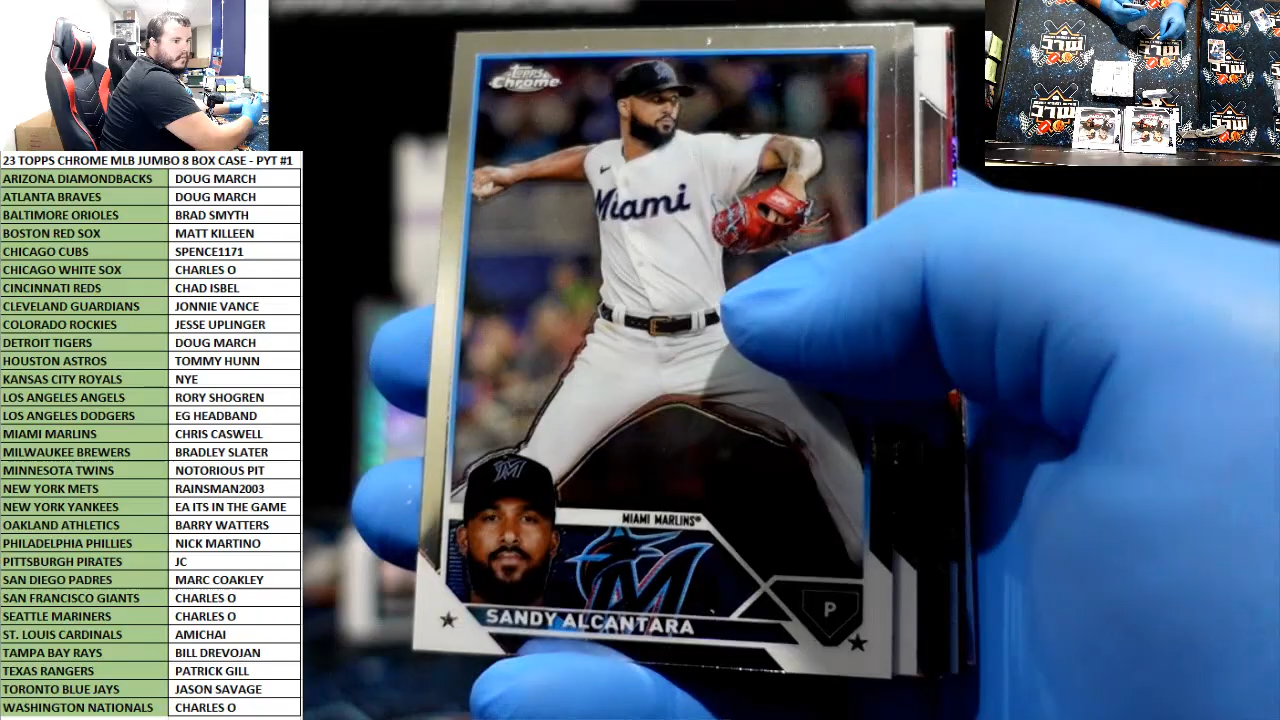 23 TOPPS CHROME MLB JUMBO 8 BOX CASE - PYT #1
ARIZONA DIAMONDBACKS DOUG MARCH
ATLANTA BRAVES DOUG MARCH
BALTIMORE ORIOLES BRAD SMYTH
BOSTON RED SOX MATT KILLEEN
CHICAGO CUBS SPENCE1171
CHICAGO WHITE SOX CHARLES O
CINCINNATI REDS CHAD ISBEL
CLEVELAND GUARDIANS JONNIE VANCE
COLORADO ROCKIES JESSE UPLINGER
DETROIT TIGERS DOUG MARCH
HOUSTON ASTROS TOMMY HUNN
KANSAS CITY ROYALS NYE
LOS ANGELES ANGELS RORY SHOGREN
LOS ANGELES DODGERS EG HEADBAND
MIAMI MARLINS CHRIS CASWELL
MILWAUKEE BREWERS BRADLEY SLATER
MINNESOTA TWINS NOTORIOUS PIT
NEW YORK METS RAINSMAN2003
NEW YORK YANKEES EA ITS IN THE GAME
OAKLAND ATHLETICS BARRY WATTERS
PHILADELPHIA PHILLIES NICK MARTINO
PITTSBURGH PIRATES JC
SAN DIEGO PADRES MARC COAKLEY
SAN FRANCISCO GIANTS CHARLES O
SEATTLE MARINERS CHARLES O
ST. LOUIS CARDINALS AMICHAI
TAMPA BAY RAYS BILL DREVOJAN
TEXAS RANGERS PATRICK GILL
TORONTO BLUE JAYS JASON SAVAGE
WASHINGTON NATIONALS CHARLES O
Topps
Chrome
Miami
MIAMI MARLINS®
M
P
SANDY ALCANTARA